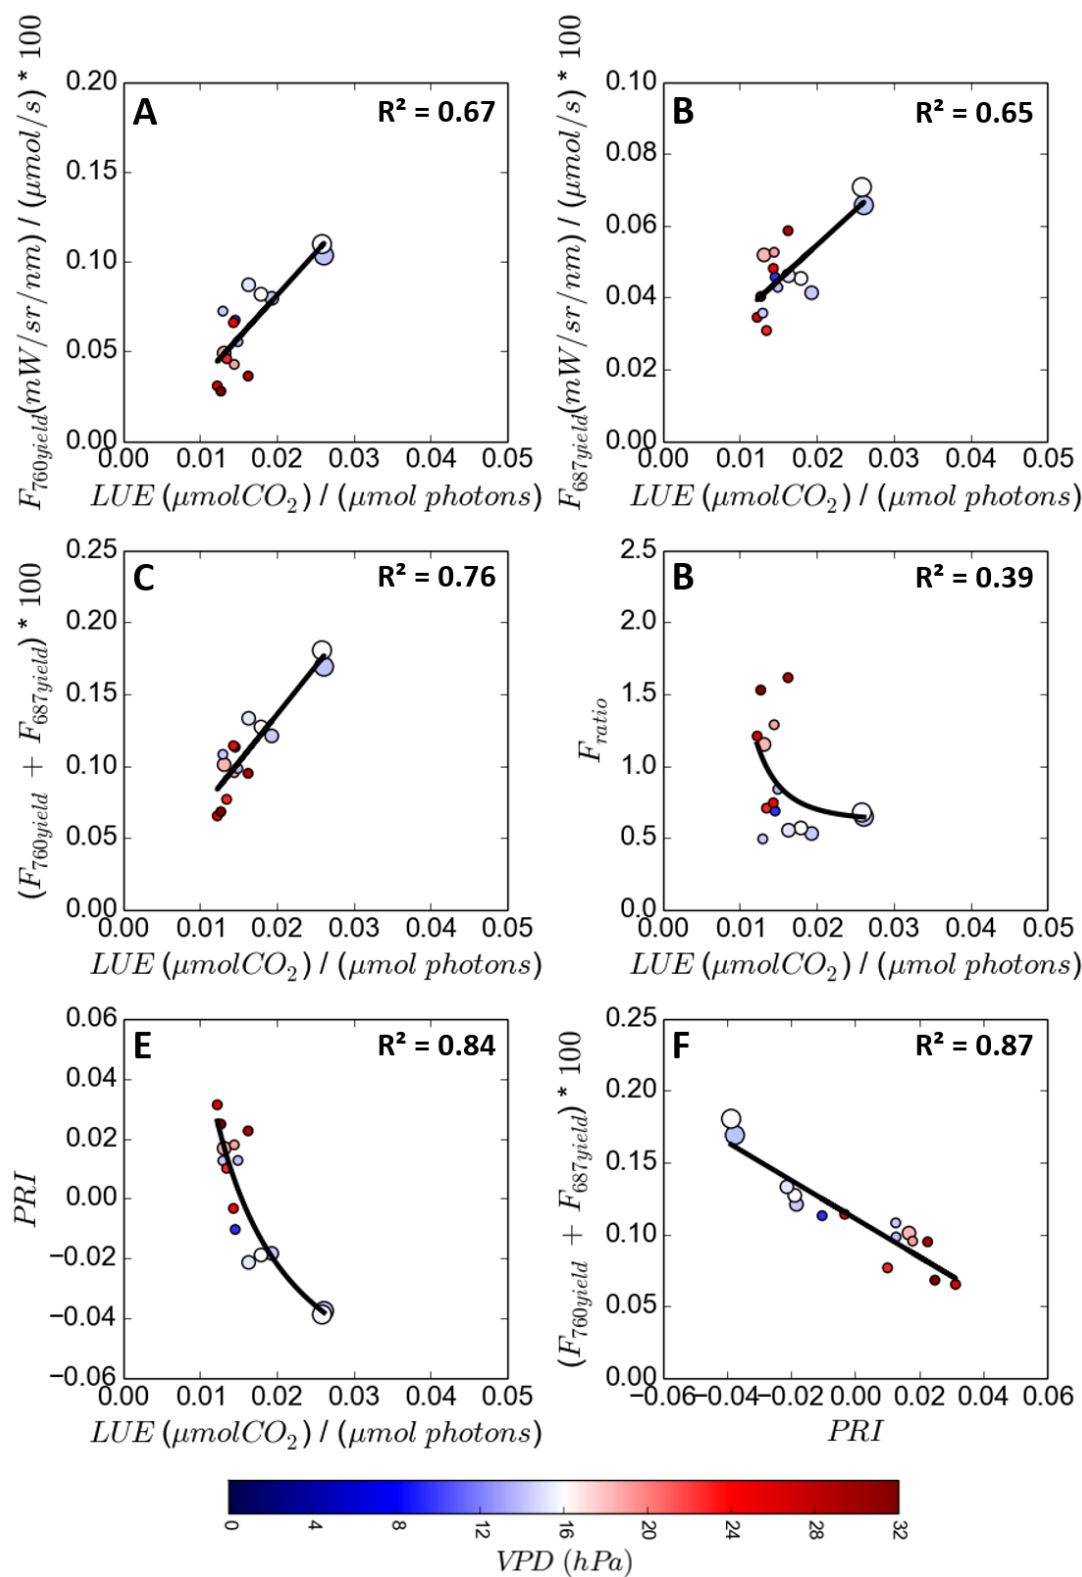 A
R² = 0.67
F760yield(mW/sr/nm) / (μmol/s) * 100
0.20
0.15
0.10
0.05
0.00
0.00 0.01 0.02 0.03 0.04 0.05
LUE (μmolCO2) / (μmol photons)
B
R² = 0.65
F687yield(mW/sr/nm) / (μmol/s) * 100
0.10
0.08
0.06
0.04
0.02
0.00
0.00 0.01 0.02 0.03 0.04 0.05
LUE (μmolCO2) / (μmol photons)
C
R² = 0.76
(F760yield + F687yield) * 100
0.25
0.20
0.15
0.10
0.05
0.00
0.00 0.01 0.02 0.03 0.04 0.05
LUE (μmolCO2) / (μmol photons)
B
R² = 0.39
Fratio
2.5
2.0
1.5
1.0
0.5
0.0
0.00 0.01 0.02 0.03 0.04 0.05
LUE (μmolCO2) / (μmol photons)
E
R² = 0.84
PRI
0.06
0.04
0.02
0.00
−0.02
−0.04
−0.06
0.00 0.01 0.02 0.03 0.04 0.05
LUE (μmolCO2) / (μmol photons)
F
R² = 0.87
(F760yield + F687yield) * 100
0.25
0.20
0.15
0.10
0.05
0.00
−0.06 −0.04 −0.02 0.00 0.02 0.04 0.06
PRI
0 4 8 12 16 20 24 28 32
VPD (hPa)